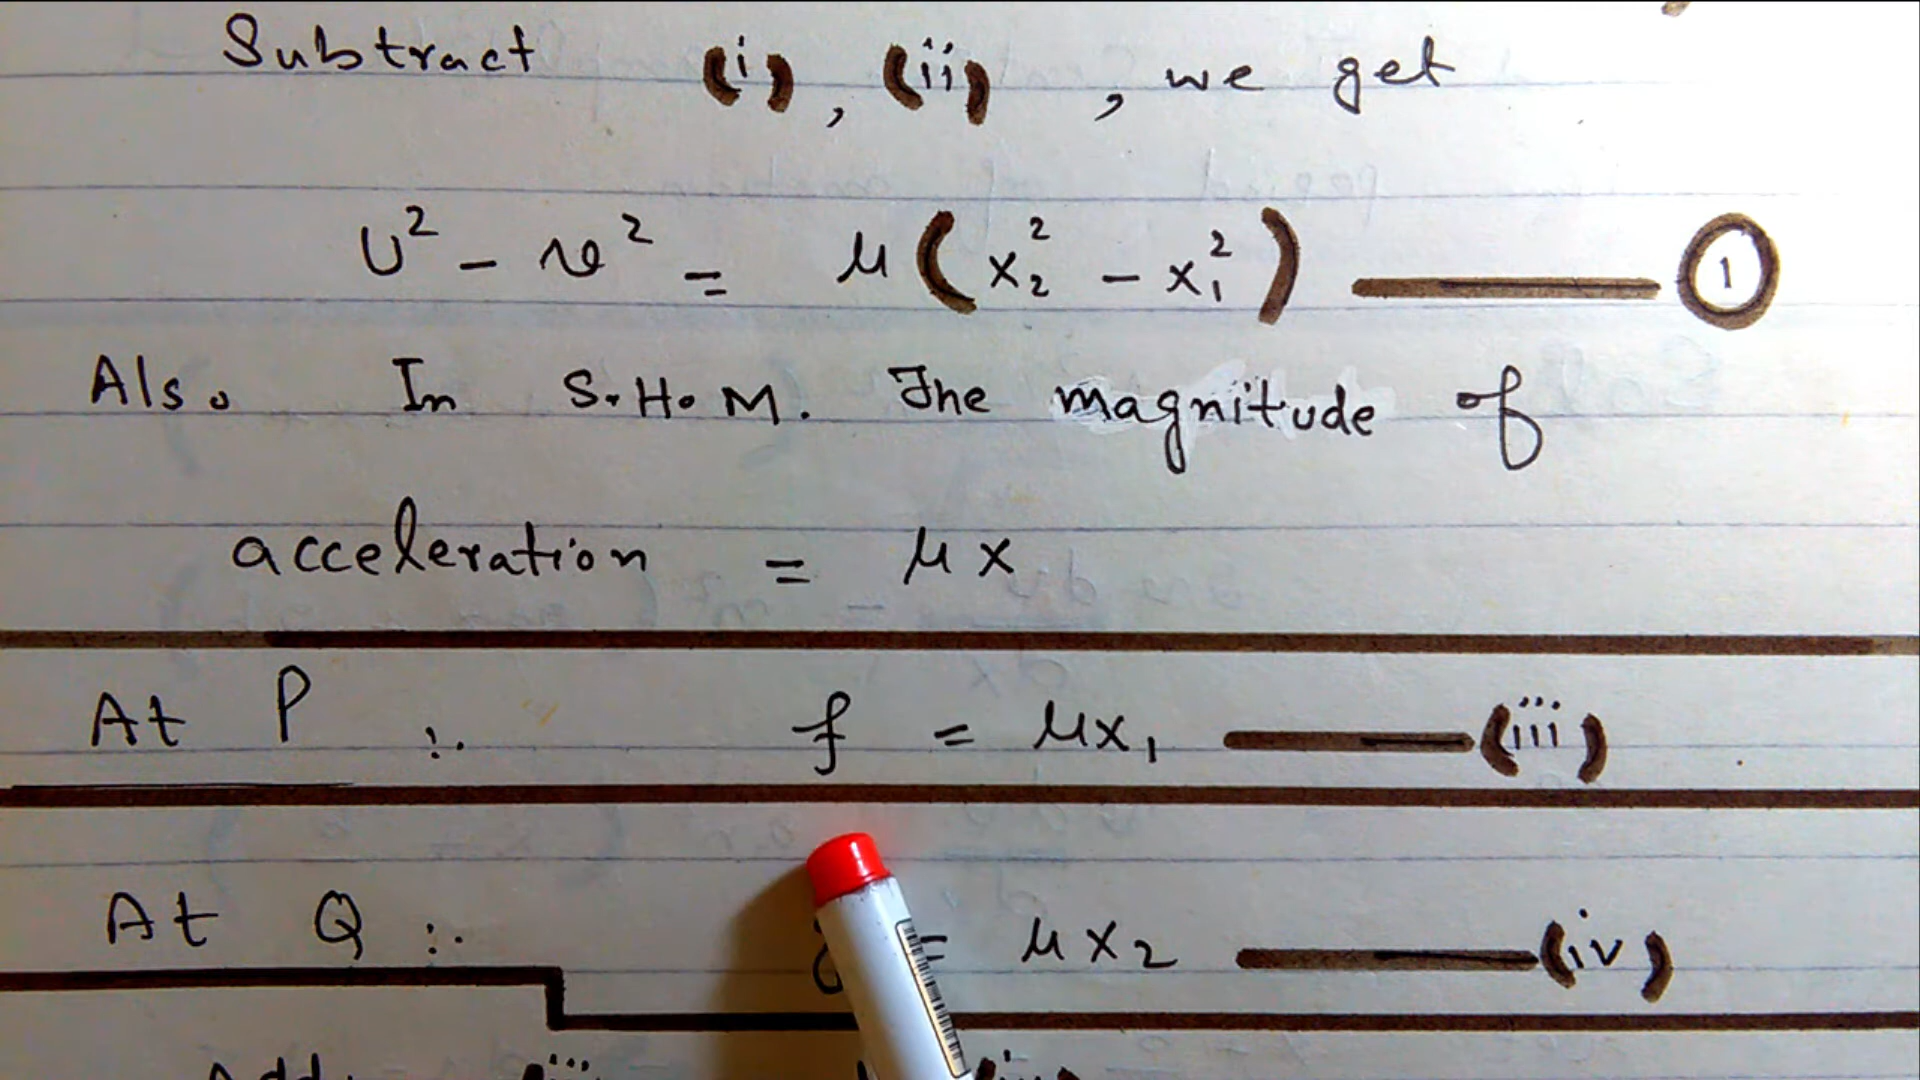 Subtract (i), (ii), we get
U² - v² = μ(x₂² - x₁²) ——— 1
Also In S.H.M. The magnitude of
acceleration = μx
At P :. f = μx₁ ——— (iii)
At Q :. = μx₂ ——— (iv)